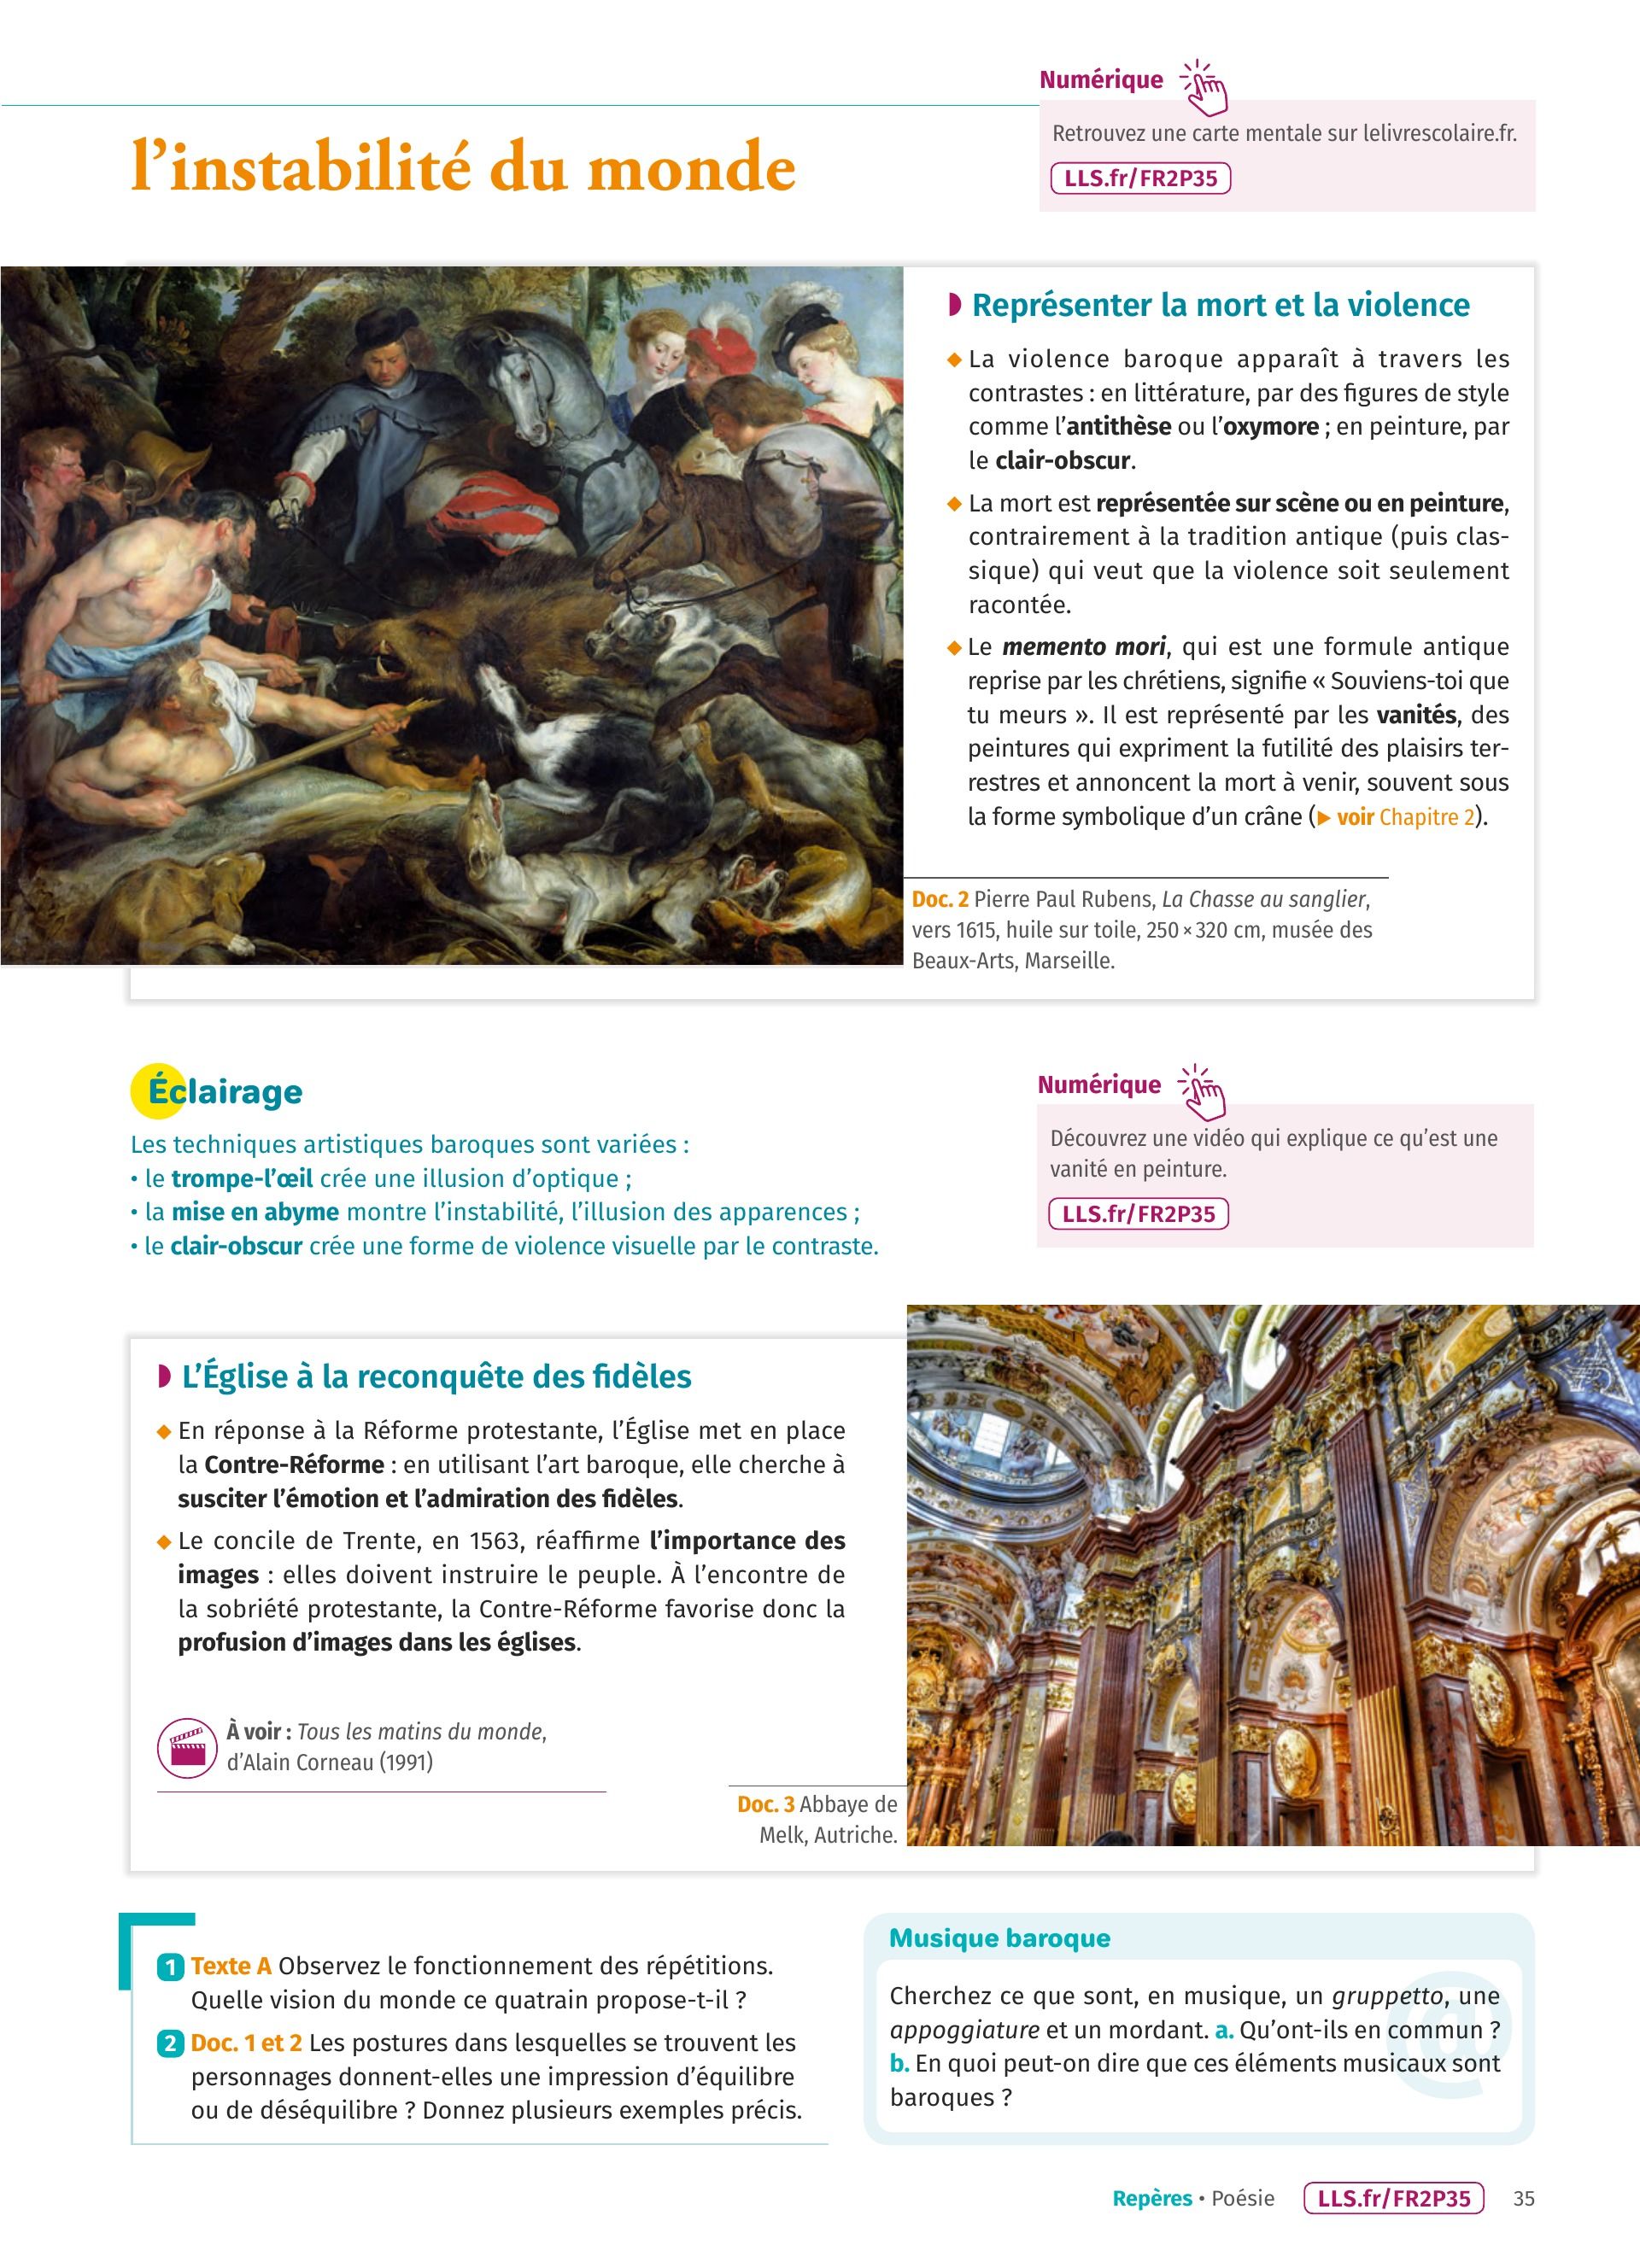 Numérique
Retrouvez une carte mentale sur lelivrescolaire.fr.
LLS.fr/FR2P35
l'instabilité du monde
Représenter la mort et la violence
La violence baroque apparaît à travers les
contrastes : en littérature, par des figures de style
comme l'antithèse ou l'oxymore ; en peinture, par
le clair-obscur.
La mort est représentée sur scène ou en peinture,
contrairement à la tradition antique (puis clas-
sique) qui veut que la violence soit seulement
racontée.
Le memento mori, qui est une formule antique
reprise par les chrétiens, signifie « Souviens-toi que
tu meurs ». Il est représenté par les vanités, des
peintures qui expriment la futilité des plaisirs ter-
restres et annoncent la mort à venir, souvent sous
la forme symbolique d'un crâne (▶ voir Chapitre 2).
Doc. 2 Pierre Paul Rubens, La Chasse au sanglier,
vers 1615, huile sur toile, 250 × 320 cm, musée des
Beaux-Arts, Marseille.
Éclairage
Les techniques artistiques baroques sont variées :
• le trompe-l'œil crée une illusion d'optique ;
• la mise en abyme montre l'instabilité, l'illusion des apparences ;
• le clair-obscur crée une forme de violence visuelle par le contraste.
Numérique
Découvrez une vidéo qui explique ce qu'est une
vanité en peinture.
LLS.fr/FR2P35
L'Église à la reconquête des fidèles
En réponse à la Réforme protestante, l'Église met en place
la Contre-Réforme : en utilisant l'art baroque, elle cherche à
susciter l'émotion et l'admiration des fidèles.
Le concile de Trente, en 1563, réaffirme l'importance des
images : elles doivent instruire le peuple. À l'encontre de
la sobriété protestante, la Contre-Réforme favorise donc la
profusion d'images dans les églises.
À voir : Tous les matins du monde,
d'Alain Corneau (1991)
Doc. 3 Abbaye de
Melk, Autriche.
1 Texte A Observez le fonctionnement des répétitions.
Quelle vision du monde ce quatrain propose-t-il ?
2 Doc. 1 et 2 Les postures dans lesquelles se trouvent les
personnages donnent-elles une impression d'équilibre
ou de déséquilibre ? Donnez plusieurs exemples précis.
Musique baroque
Cherchez ce que sont, en musique, un gruppetto, une
appoggiature et un mordant. a. Qu'ont-ils en commun ?
b. En quoi peut-on dire que ces éléments musicaux sont
baroques ?
@
Repères • Poésie LLS.fr/FR2P35 35